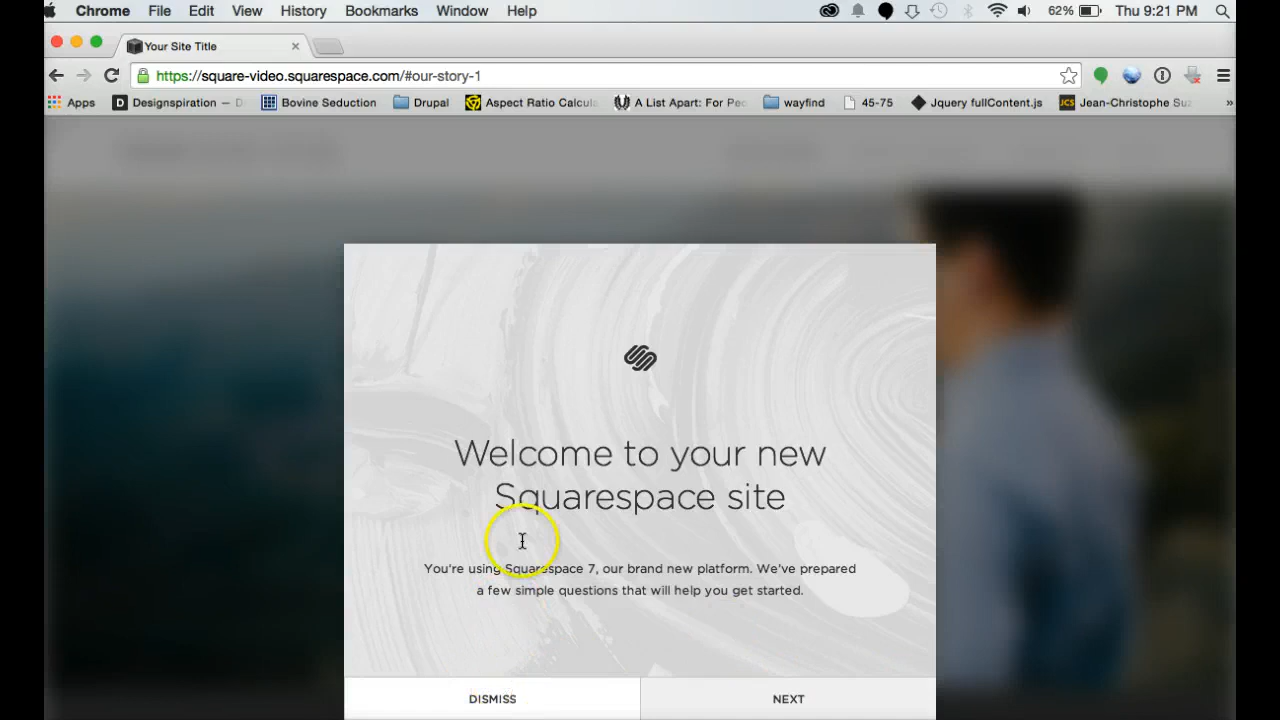 Chrome File Edit View History Bookmarks Window Help 62% Thu 9:21 PM
Your Site Title
https://square-video.squarespace.com/#our-story-1
Apps Designspiration — D Bovine Seduction Drupal Aspect Ratio Calcula A List Apart: For Peo wayfind 45-75 Jquery fullContent.js JCS Jean-Christophe Suz »
Welcome to your new
Squarespace site
You're using Squarespace 7, our brand new platform. We've prepared
a few simple questions that will help you get started.
DISMISS NEXT